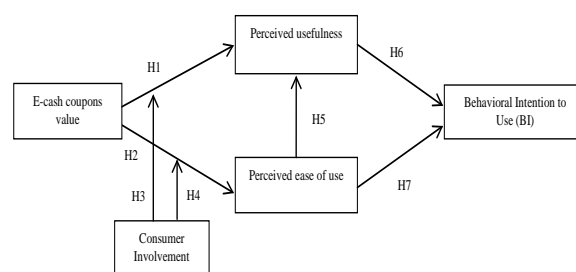 Perceived usefulness
H1
H6
E-cash coupons
value
Behavioral Intention to
Use (BI)
H5
H2
H3
H4
Perceived ease of use
H7
Consumer
Involvement